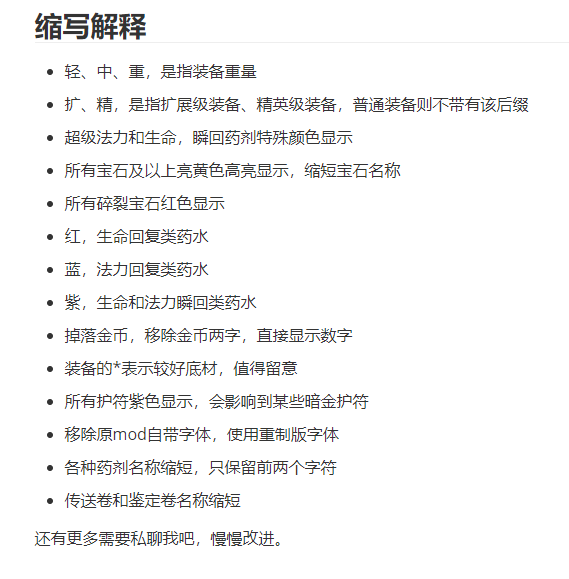 缩写解释
轻、中、重，是指装备重量
扩、精，是指扩展级装备、精英级装备，普通装备则不带有该后缀
超级法力和生命，瞬回药剂特殊颜色显示
所有宝石及以上亮黄色高亮显示，缩短宝石名称
所有碎裂宝石红色显示
红，生命回复类药水
蓝，法力回复类药水
紫，生命和法力瞬回类药水
掉落金币，移除金币两字，直接显示数字
装备的*表示较好底材，值得留意
所有护符紫色显示，会影响到某些暗金护符
移除原mod自带字体，使用重制版字体
各种药剂名称缩短，只保留前两个字符
传送卷和鉴定卷名称缩短
还有更多需要私聊我吧，慢慢改进。